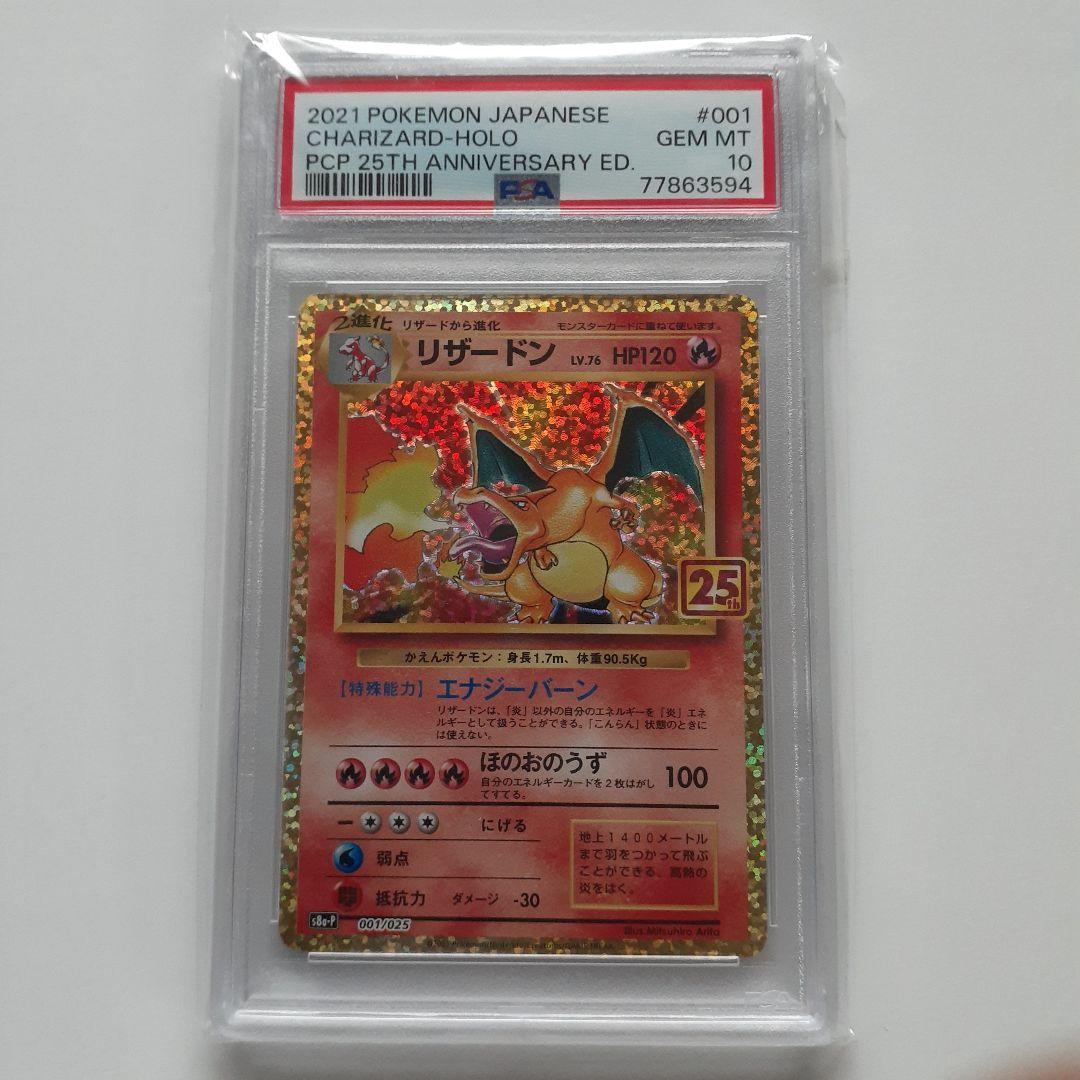 2021 POKEMON JAPANESE #001
CHARIZARD-HOLO GEM MT
PCP 25TH ANNIVERSARY ED. 10
PSA 77863594
2進化 リザードから進化 モンスターカードに重ねて使います。
リザードン LV.76 HP120
25th
かえんポケモン:身長1.7m、体重90.5Kg
【特殊能力】 エナジーバーン
リザードンは、「炎」以外の自分のエネルギーを「炎」エネ
ルギーとして扱うことができる。「こんらん」状態のときに
は使えない。
ほのおのうず 100
自分のエネルギーカードを2枚はがし
てすてる。
ー にげる
弱点
抵抗力 ダメージ -30
地上1400メートル
まで羽をつかって飛ぶ
ことができる。高熱の
炎をはく。
s8a-P 001/025
Illus.Mitsuhiro Arita